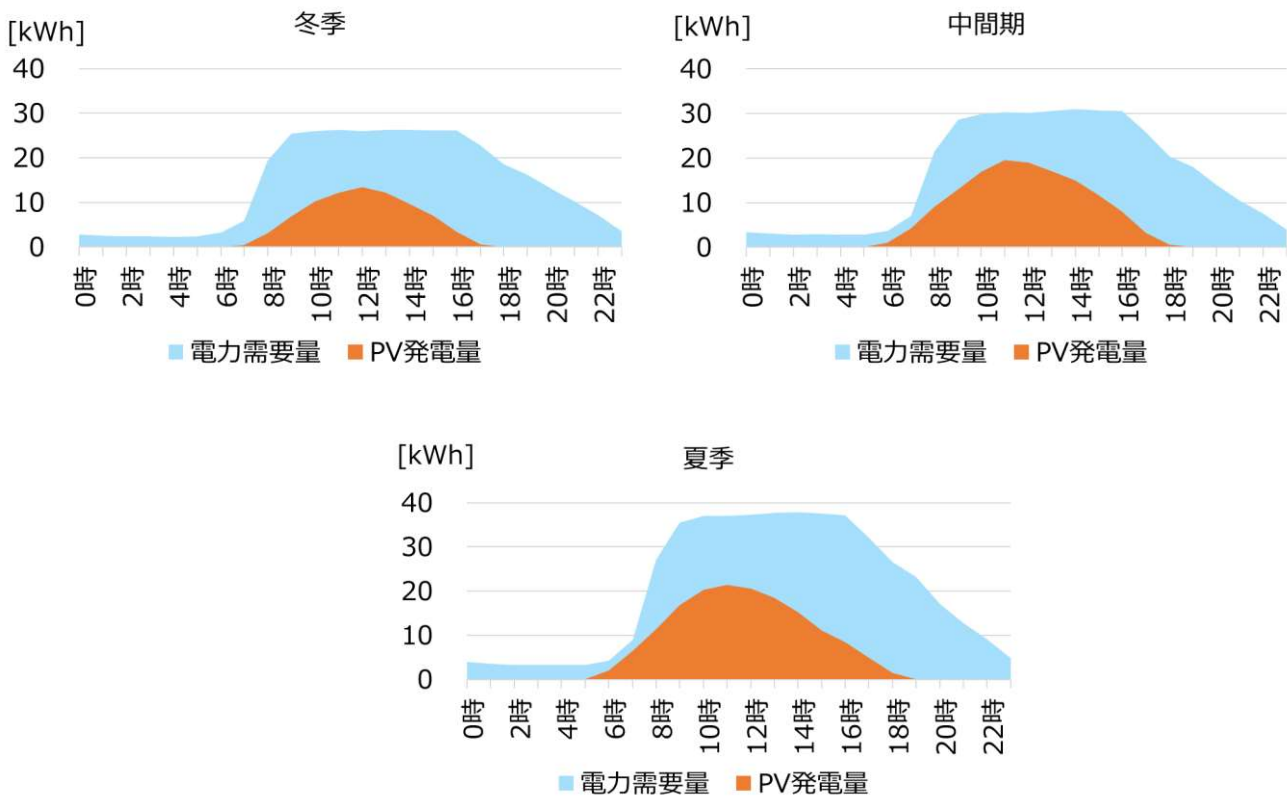 [kWh]
冬季
40
30
20
10
0
0時
2時
4時
6時
8時
10時
12時
14時
16時
18時
20時
22時
電力需要量
PV発電量
[kWh]
中間期
40
30
20
10
0
0時
2時
4時
6時
8時
10時
12時
14時
16時
18時
20時
22時
電力需要量
PV発電量
[kWh]
夏季
40
30
20
10
0
0時
2時
4時
6時
8時
10時
12時
14時
16時
18時
20時
22時
電力需要量
PV発電量